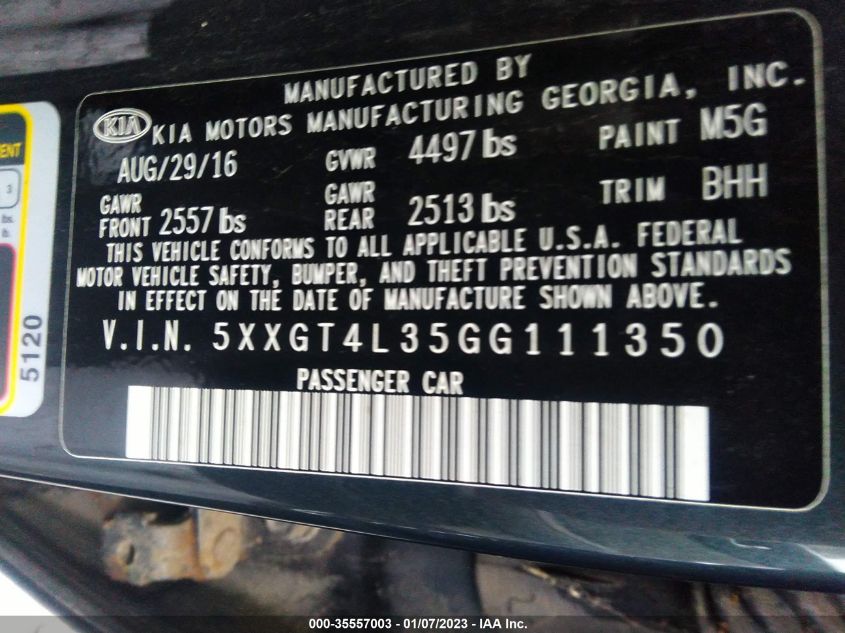 MANUFACTURED BY
KIA KIA MOTORS MANUFACTURING GEORGIA, INC.
AUG/29/16 GVWR 4497 lbs PAINT M5G
GAWR FRONT 2557 lbs GAWR REAR 2513 lbs TRIM BHH
THIS VEHICLE CONFORMS TO ALL APPLICABLE U.S.A. FEDERAL
MOTOR VEHICLE SAFETY, BUMPER, AND THEFT PREVENTION STANDARDS
IN EFFECT ON THE DATE OF MANUFACTURE SHOWN ABOVE.
V.I.N. 5XXGT4L35GG111350
PASSENGER CAR
3
lbs.
5120
000-35557003 — 01/07/2023 — IAA Inc.